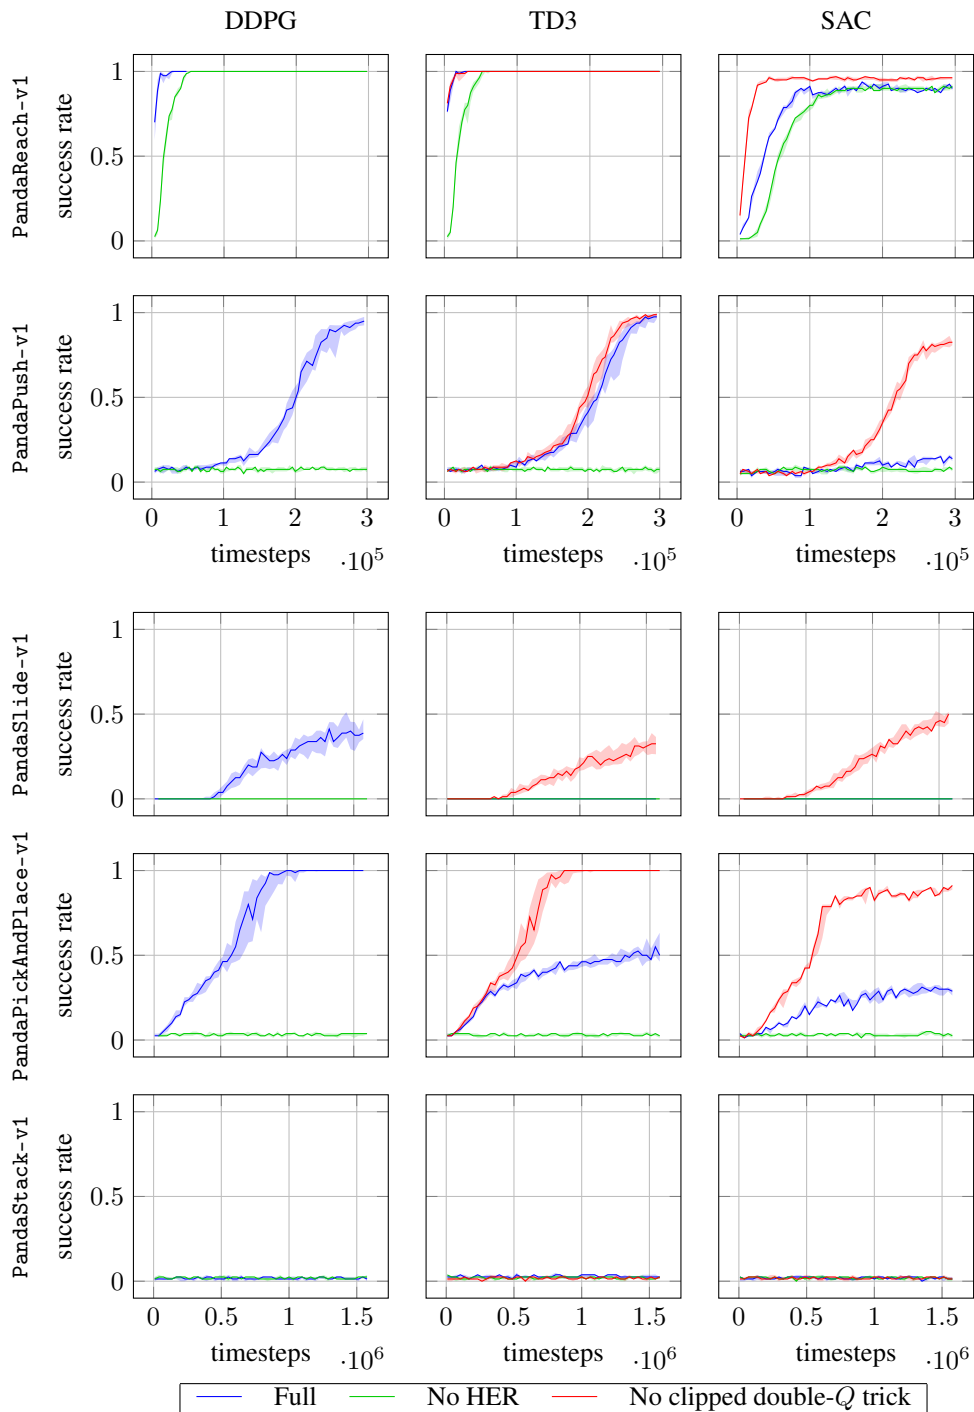 DDPG TD3 SAC
PandaReach-v1
success rate
1
0.5
0
PandaPush-v1
success rate
1
0.5
0
0 1 2 3
timesteps
·10^5
0 1 2 3
timesteps
·10^5
0 1 2 3
timesteps
·10^5
PandaSlide-v1
success rate
1
0.5
0
PandaPickAndPlace-v1
success rate
1
0.5
0
PandaStack-v1
success rate
1
0.5
0
0 0.5 1 1.5
timesteps
·10^6
0 0.5 1 1.5
timesteps
·10^6
0 0.5 1 1.5
timesteps
·10^6
Full No HER No clipped double-Q trick